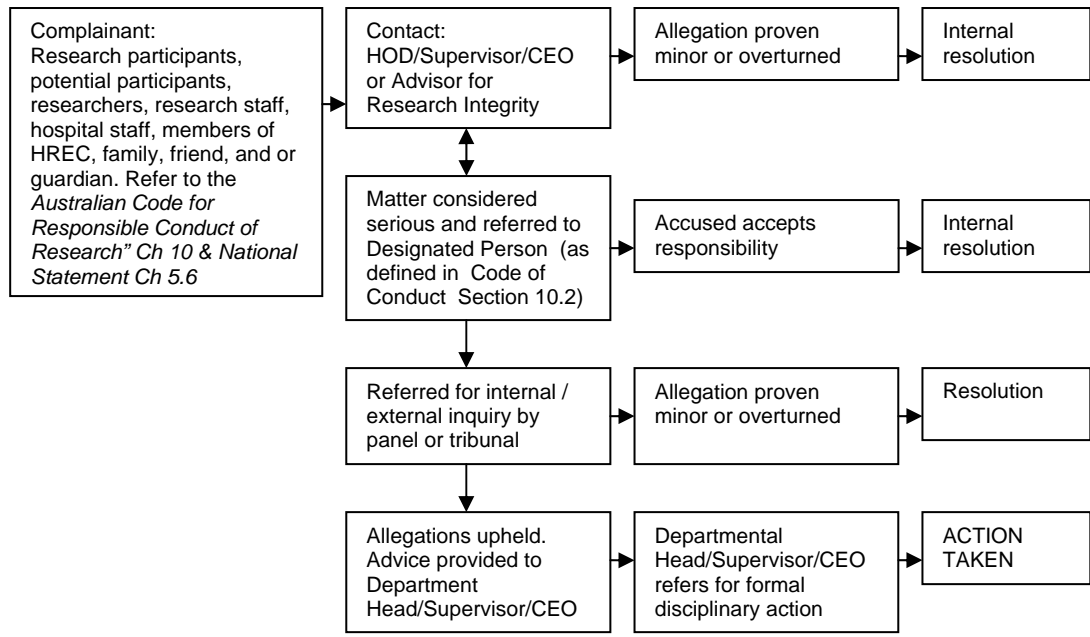 Complainant:
Research participants,
potential participants,
researchers, research staff,
hospital staff, members of
HREC, family, friend, and or
guardian. Refer to the
Australian Code for
Responsible Conduct of
Research” Ch 10 & National
Statement Ch 5.6
Contact:
HOD/Supervisor/CEO
or Advisor for
Research Integrity
Allegation proven
minor or overturned
Internal
resolution
Matter considered
serious and referred to
Designated Person (as
defined in Code of
Conduct Section 10.2)
Accused accepts
responsibility
Internal
resolution
Referred for internal /
external inquiry by
panel or tribunal
Allegation proven
minor or overturned
Resolution
Allegations upheld.
Advice provided to
Department
Head/Supervisor/CEO
Departmental
Head/Supervisor/CEO
refers for formal
disciplinary action
ACTION
TAKEN